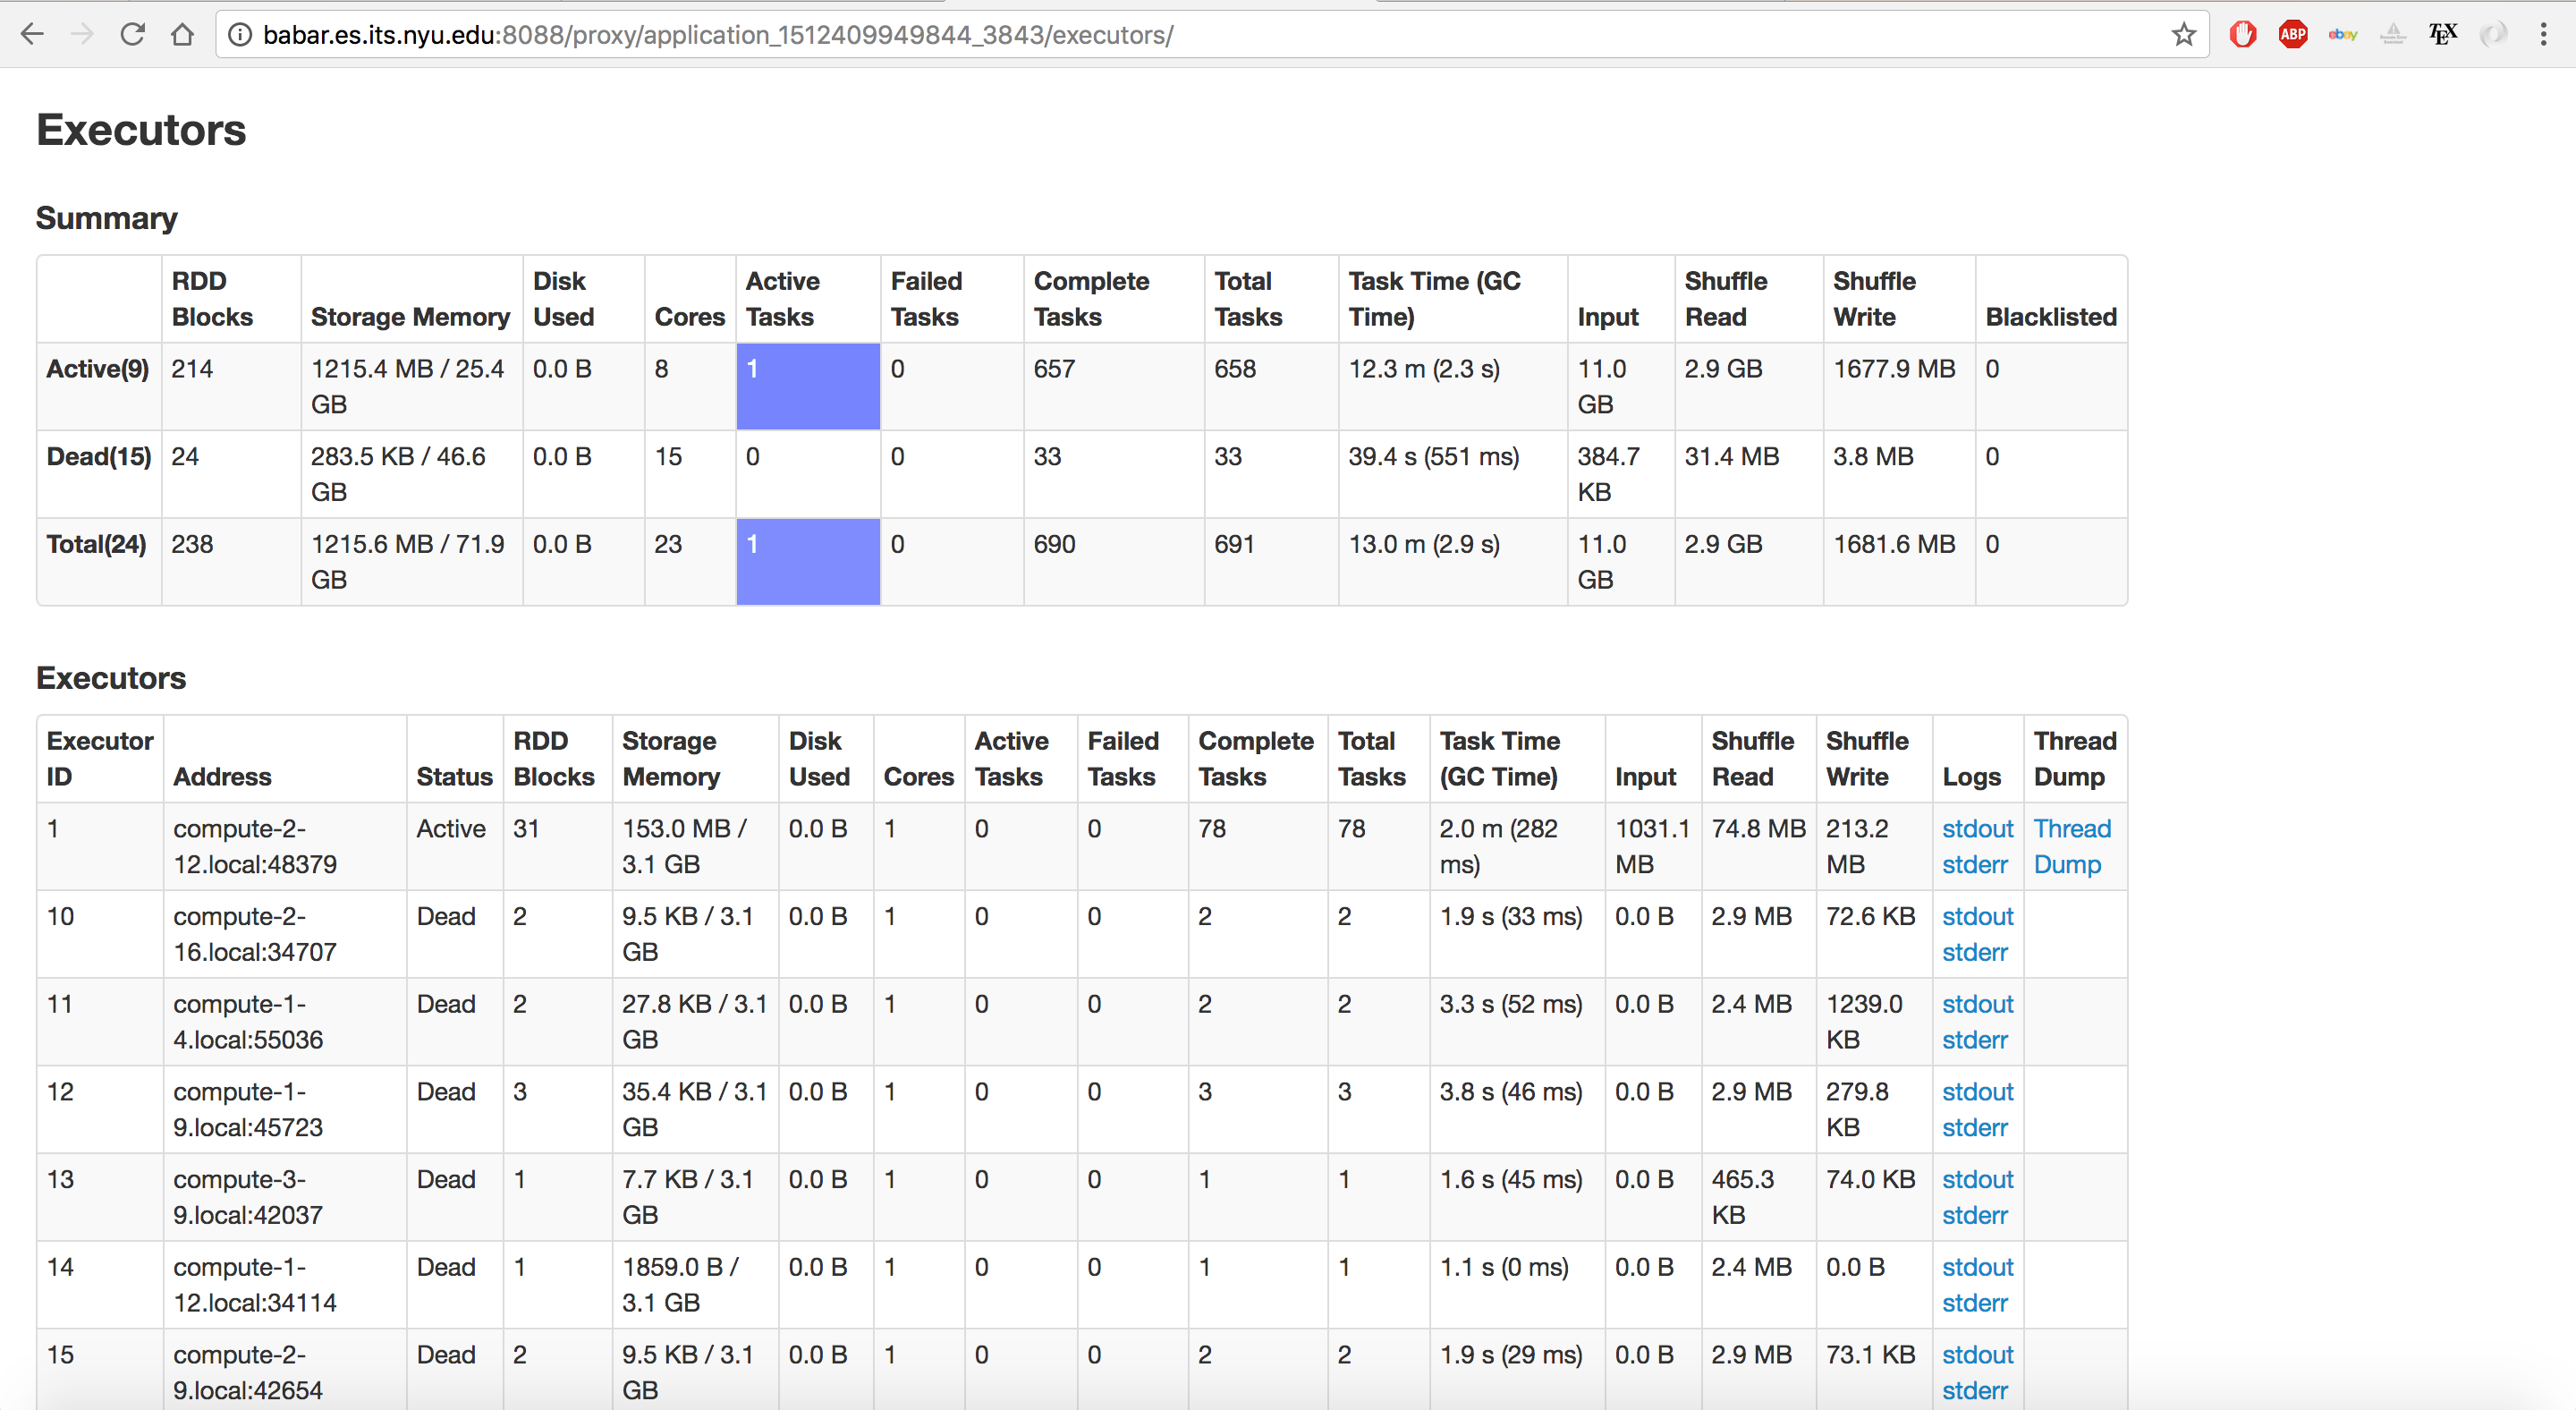 babar.es.its.nyu.edu:8088/proxy/application_1512409949844_3843/executors/
ABP
ebay
TEX
Executors
Summary
RDD Blocks Storage Memory Disk Used Cores Active Tasks Failed Tasks Complete Tasks Total Tasks Task Time (GC Time) Input Shuffle Read Shuffle Write Blacklisted
Active(9) 214 1215.4 MB / 25.4 GB 0.0 B 8 1 0 657 658 12.3 m (2.3 s) 11.0 GB 2.9 GB 1677.9 MB 0
Dead(15) 24 283.5 KB / 46.6 GB 0.0 B 15 0 0 33 33 39.4 s (551 ms) 384.7 KB 31.4 MB 3.8 MB 0
Total(24) 238 1215.6 MB / 71.9 GB 0.0 B 23 1 0 690 691 13.0 m (2.9 s) 11.0 GB 2.9 GB 1681.6 MB 0
Executors
Executor ID Address Status RDD Blocks Storage Memory Disk Used Cores Active Tasks Failed Tasks Complete Tasks Total Tasks Task Time (GC Time) Input Shuffle Read Shuffle Write Logs Thread Dump
1 compute-2-12.local:48379 Active 31 153.0 MB / 3.1 GB 0.0 B 1 0 0 78 78 2.0 m (282 ms) 1031.1 MB 74.8 MB 213.2 MB stdout stderr Thread Dump
10 compute-2-16.local:34707 Dead 2 9.5 KB / 3.1 GB 0.0 B 1 0 0 2 2 1.9 s (33 ms) 0.0 B 2.9 MB 72.6 KB stdout stderr
11 compute-1-4.local:55036 Dead 2 27.8 KB / 3.1 GB 0.0 B 1 0 0 2 2 3.3 s (52 ms) 0.0 B 2.4 MB 1239.0 KB stdout stderr
12 compute-1-9.local:45723 Dead 3 35.4 KB / 3.1 GB 0.0 B 1 0 0 3 3 3.8 s (46 ms) 0.0 B 2.9 MB 279.8 KB stdout stderr
13 compute-3-9.local:42037 Dead 1 7.7 KB / 3.1 GB 0.0 B 1 0 0 1 1 1.6 s (45 ms) 0.0 B 465.3 KB 74.0 KB stdout stderr
14 compute-1-12.local:34114 Dead 1 1859.0 B / 3.1 GB 0.0 B 1 0 0 1 1 1.1 s (0 ms) 0.0 B 2.4 MB 0.0 B stdout stderr
15 compute-2-9.local:42654 Dead 2 9.5 KB / 3.1 GB 0.0 B 1 0 0 2 2 1.9 s (29 ms) 0.0 B 2.9 MB 73.1 KB stdout stderr